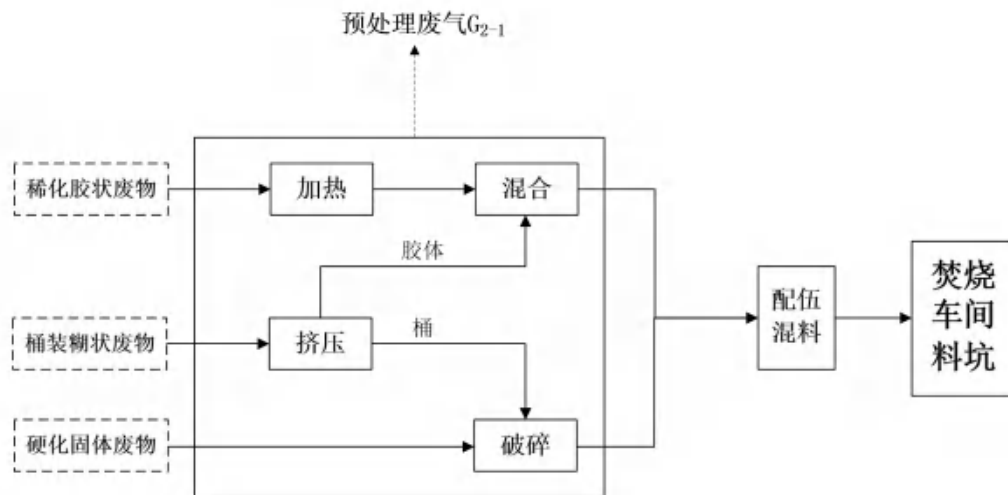 预处理废气G₂₋₁
稀化胶状废物
加热
混合
胶体
桶装糊状废物
挤压
桶
配伍
混料
焚烧
车间
料坑
硬化固体废物
破碎